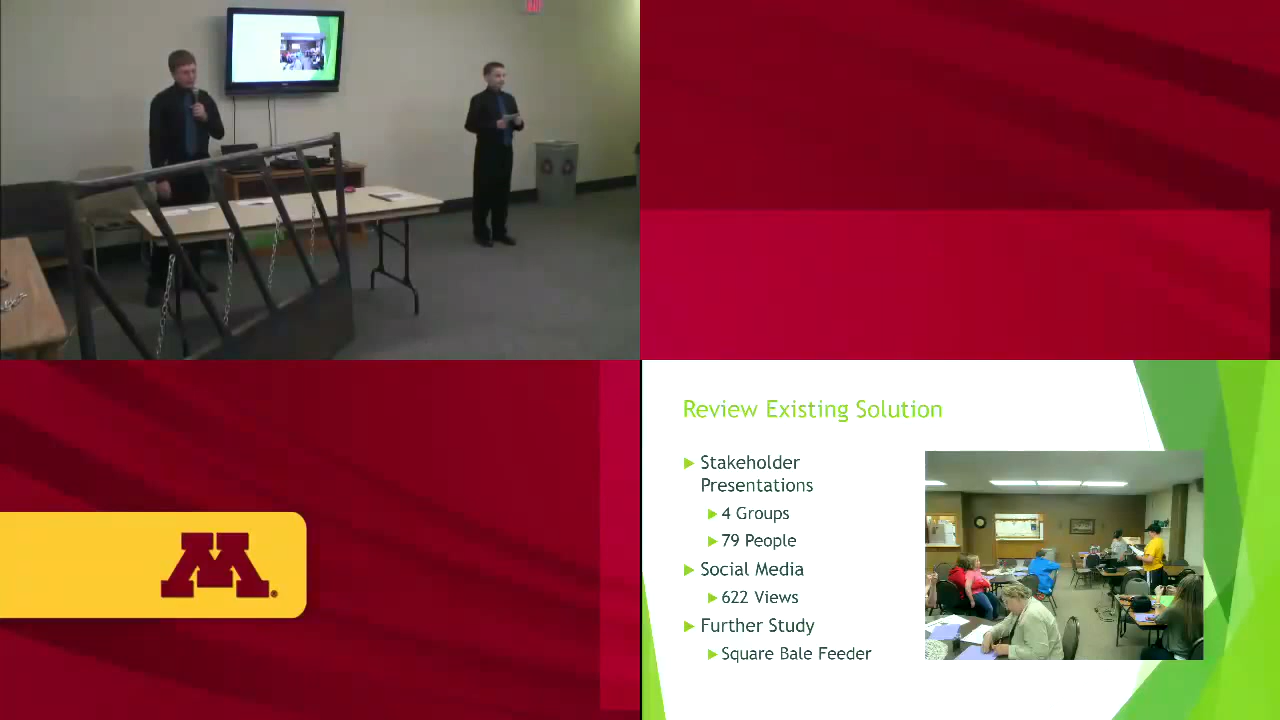 M
Review Existing Solution
Stakeholder
Presentations
4 Groups
79 People
Social Media
622 Views
Further Study
Square Bale Feeder